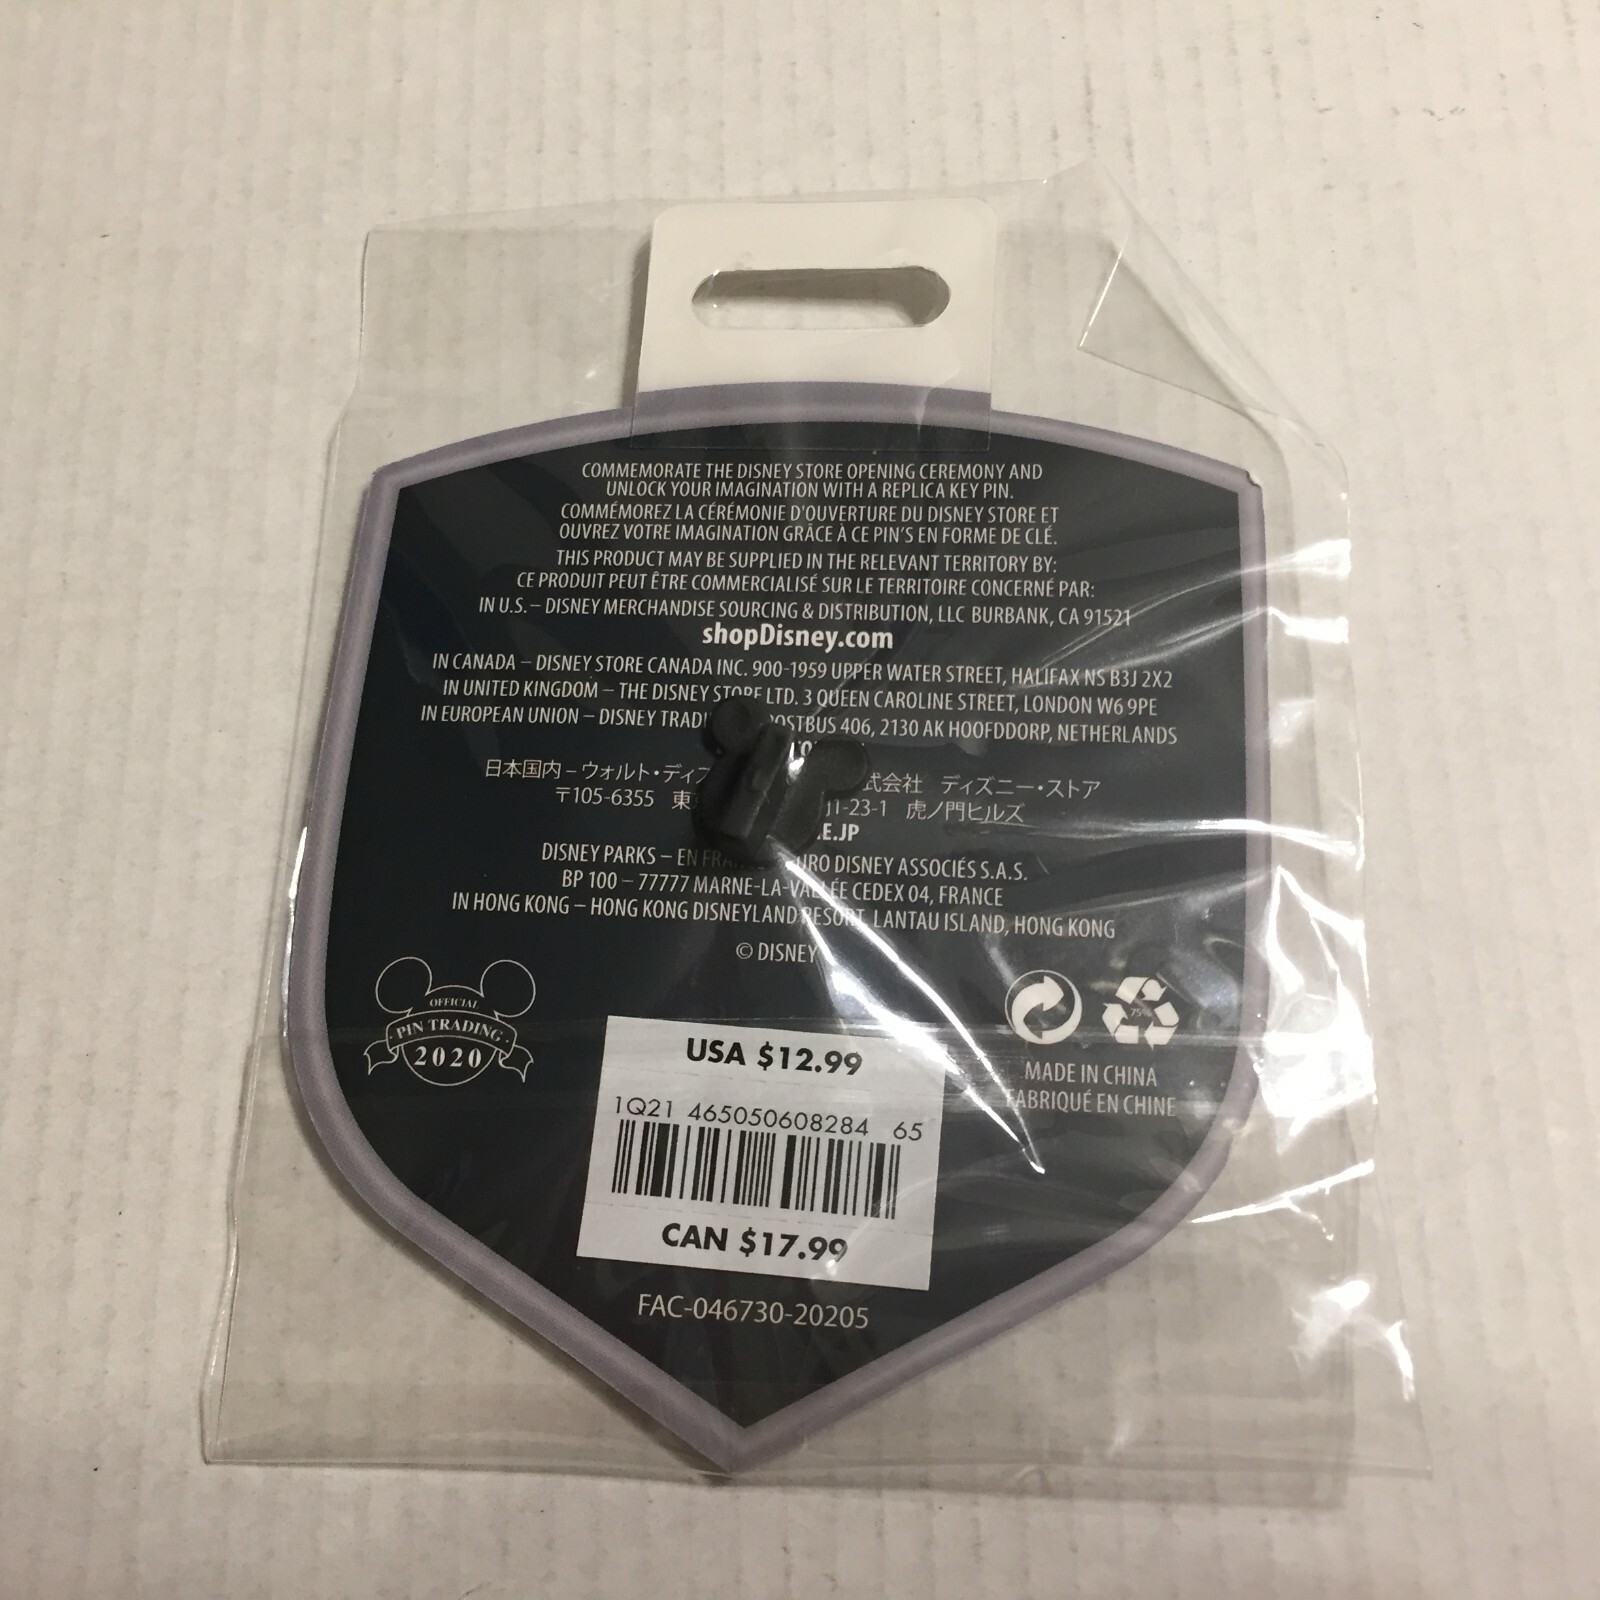 COMMEMORATE THE DISNEY STORE OPENING CEREMONY AND
UNLOCK YOUR IMAGINATION WITH A REPLICA KEY PIN.
COMMÉMOREZ LA CÉRÉMONIE D'OUVERTURE DU DISNEY STORE ET
OUVREZ VOTRE IMAGINATION GRÂCE À CE PIN'S EN FORME DE CLÉ.
THIS PRODUCT MAY BE SUPPLIED IN THE RELEVANT TERRITORY BY:
CE PRODUIT PEUT ÊTRE COMMERCIALISÉ SUR LE TERRITOIRE CONCERNÉ PAR:
IN U.S. – DISNEY MERCHANDISE SOURCING & DISTRIBUTION, LLC BURBANK, CA 91521
shopDisney.com
IN CANADA – DISNEY STORE CANADA INC. 900-1959 UPPER WATER STREET, HALIFAX NS B3J 2X2
IN UNITED KINGDOM – THE DISNEY STORE LTD. 3 QUEEN CAROLINE STREET, LONDON W6 9PE
IN EUROPEAN UNION – DISNEY 406, 2130 AK HOOFDDORP, NETHERLANDS
日本国内 – ウォルト・ディ 式会社 ディズニー・ストア
〒105-6355 東 1-23-1 虎ノ門ヒルズ
E.JP
DISNEY PARKS – EN DISNEY ASSOCIÉS S.A.S.
BP 100 – 77777 MARNE-LA-VALLÉE CEDEX 04, FRANCE
IN HONG KONG – HONG KONG DISNEYLAND RESORT, LANTAU ISLAND, HONG KONG
© DISNEY
OFFICIAL
PIN TRADING
2020
75%
MADE IN CHINA
FABRIQUÉ EN CHINE
USA $12.99
1Q21 465050608284 65
CAN $17.99
FAC-046730-20205